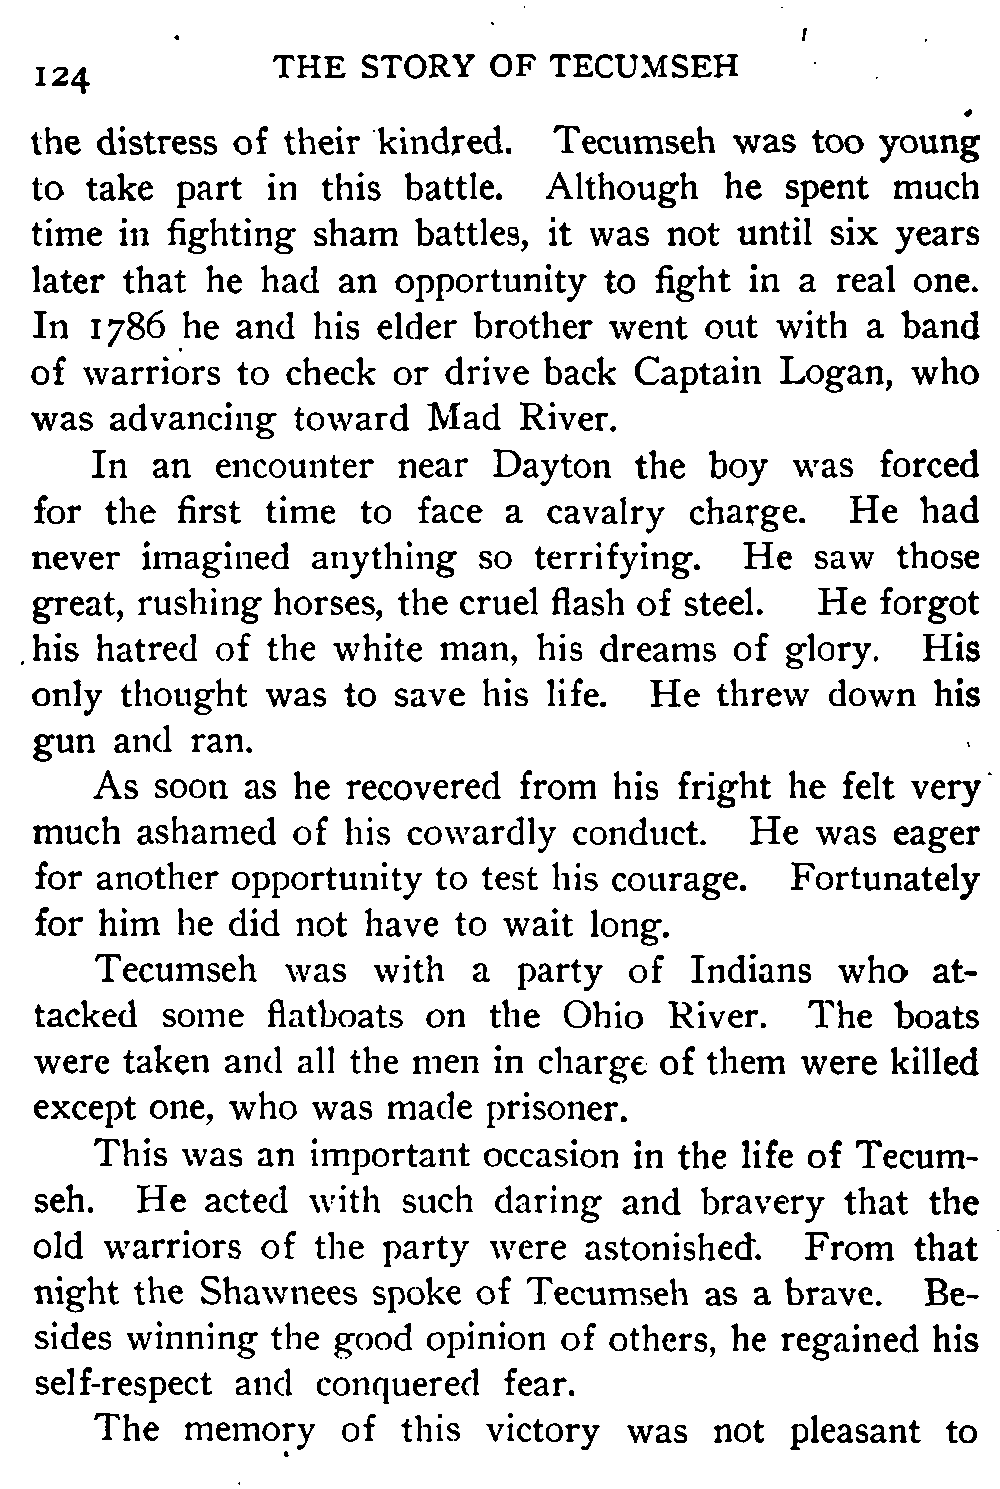 124 THE STORY OF TECUMSEH
the distress of their kindred. Tecumseh was too young
to take part in this battle. Although he spent much
time in fighting sham battles, it was not until six years
later that he had an opportunity to fight in a real one.
In 1786 he and his elder brother went out with a band
of warriors to check or drive back Captain Logan, who
was advancing toward Mad River.
In an encounter near Dayton the boy was forced
for the first time to face a cavalry charge. He had
never imagined anything so terrifying. He saw those
great, rushing horses, the cruel flash of steel. He forgot
his hatred of the white man, his dreams of glory. His
only thought was to save his life. He threw down his
gun and ran.
As soon as he recovered from his fright he felt very
much ashamed of his cowardly conduct. He was eager
for another opportunity to test his courage. Fortunately
for him he did not have to wait long.
Tecumseh was with a party of Indians who at-
tacked some flatboats on the Ohio River. The boats
were taken and all the men in charge of them were killed
except one, who was made prisoner.
This was an important occasion in the life of Tecum-
seh. He acted with such daring and bravery that the
old warriors of the party were astonished. From that
night the Shawnees spoke of Tecumseh as a brave. Be-
sides winning the good opinion of others, he regained his
self-respect and conquered fear.
The memory of this victory was not pleasant to